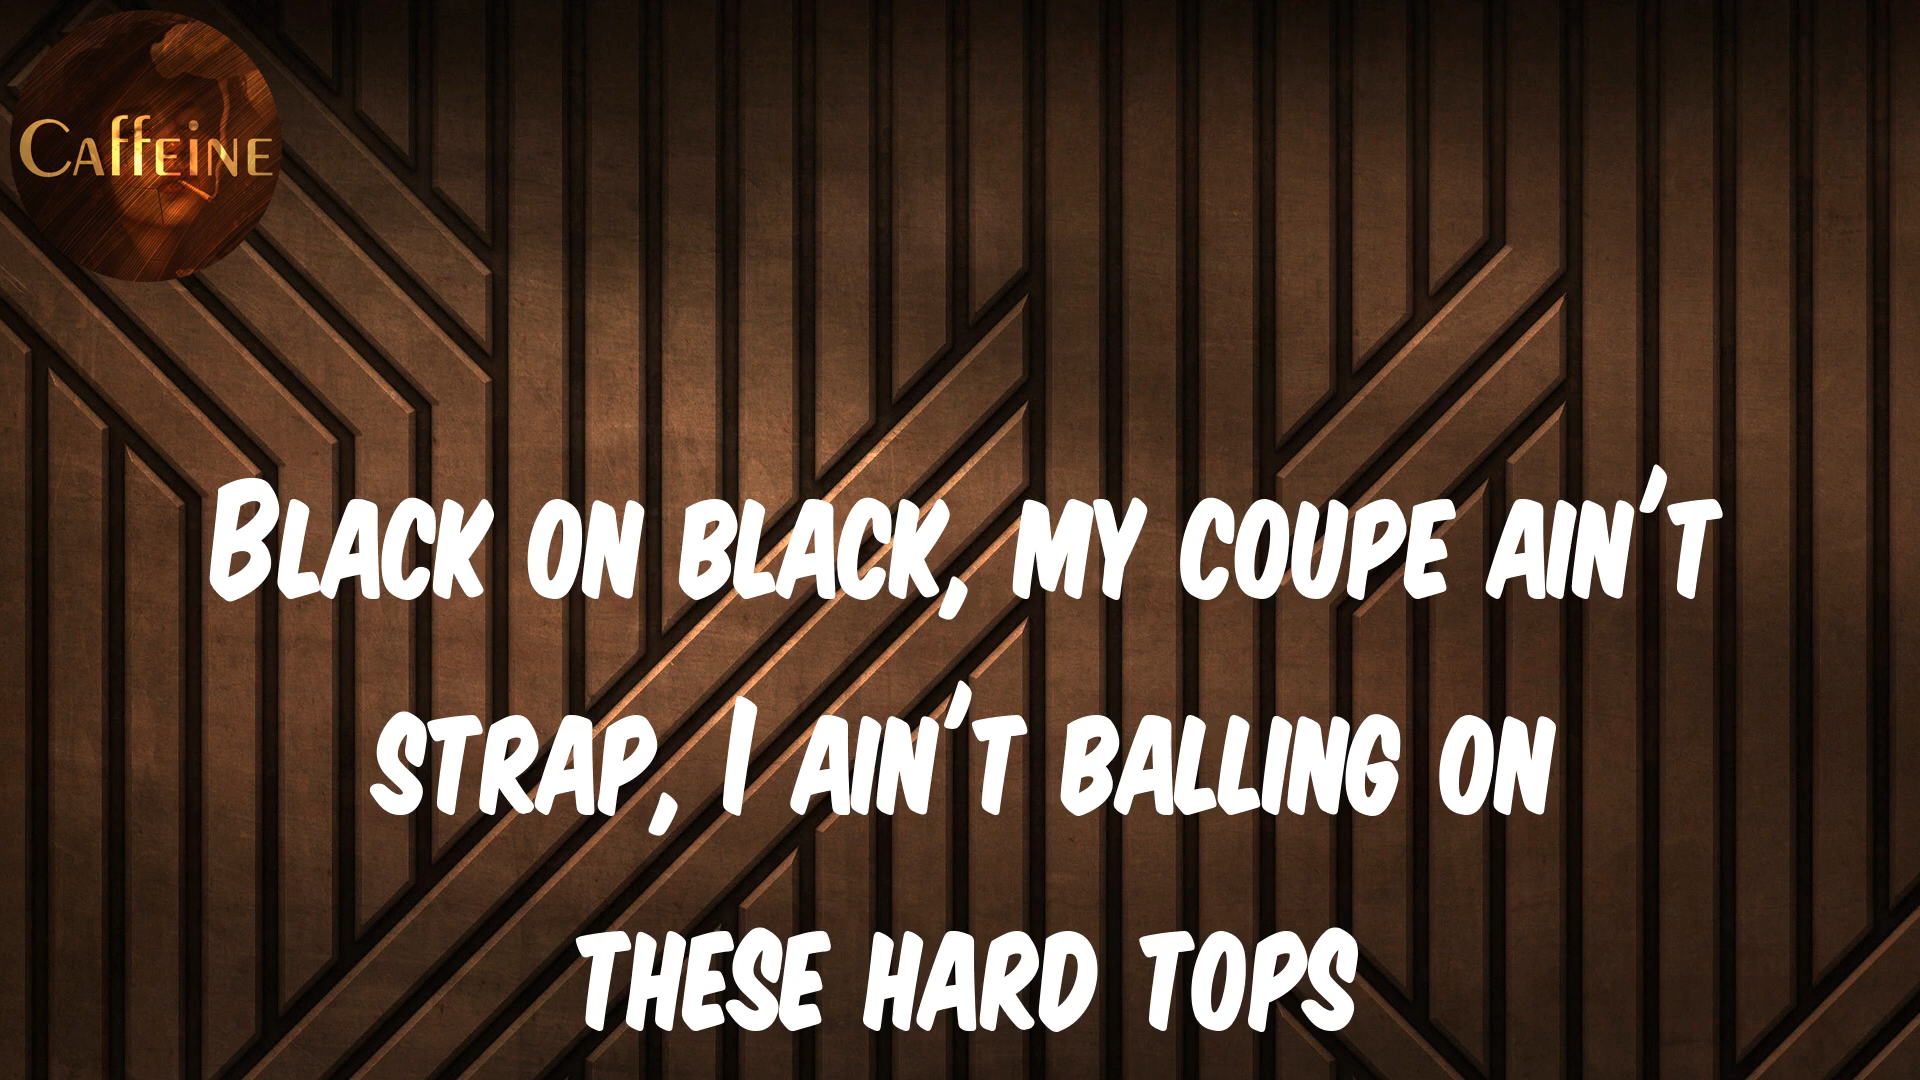 Caffeine
Black on black, my coupe ain't
strap, I ain't balling on
these hard tops